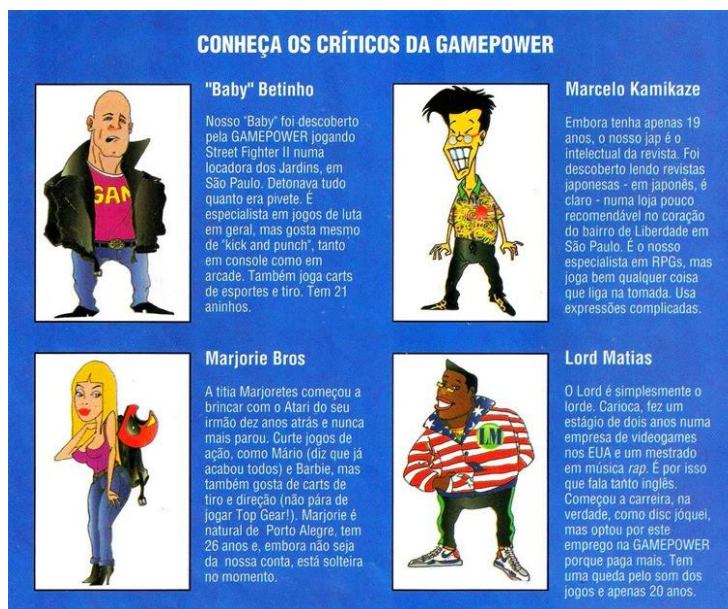 CONHEÇA OS CRÍTICOS DA GAMEPOWER
"Baby" Betinho
Nosso "Baby" foi descoberto
pela GAMEPOWER jogando
Street Fighter II numa
locadora dos Jardins, em
São Paulo. Detonava tudo
quanto era pivete. É
especialista em jogos de luta
em geral, mas gosta mesmo
de "kick and punch", tanto
em console como em
arcade. Também joga carts
de esportes e tiro. Tem 21
aninhos.
GAM
Marcelo Kamikaze
Embora tenha apenas 19
anos, o nosso jap é o
intelectual da revista. Foi
descoberto lendo revistas
japonesas - em japonês, é
claro - numa loja pouco
recomendável no coração
do bairro de Liberdade em
São Paulo. É o nosso
especialista em RPGs, mas
joga bem qualquer coisa
que liga na tomada. Usa
expressões complicadas.
Marjorie Bros
A titia Marjoretes começou a
brincar com o Atari do seu
irmão dez anos atrás e nunca
mais parou. Curte jogos de
ação, como Mário (diz que já
acabou todos) e Barbie, mas
também gosta de carts de
tiro e direção (não pára de
jogar Top Gear!). Marjorie é
natural de Porto Alegre, tem
26 anos e, embora não seja
da nossa conta, está solteira
no momento.
Lord Matias
O Lord é simplesmente o
lorde. Carioca, fez um
estágio de dois anos numa
empresa de videogames
nos EUA e um mestrado
em música rap. É por isso
que fala tanto inglês.
Começou a carreira, na
verdade, como disc jóquei,
mas optou por este
emprego na GAMEPOWER
porque paga mais. Tem
uma queda pelo som dos
jogos e apenas 20 anos.
LM